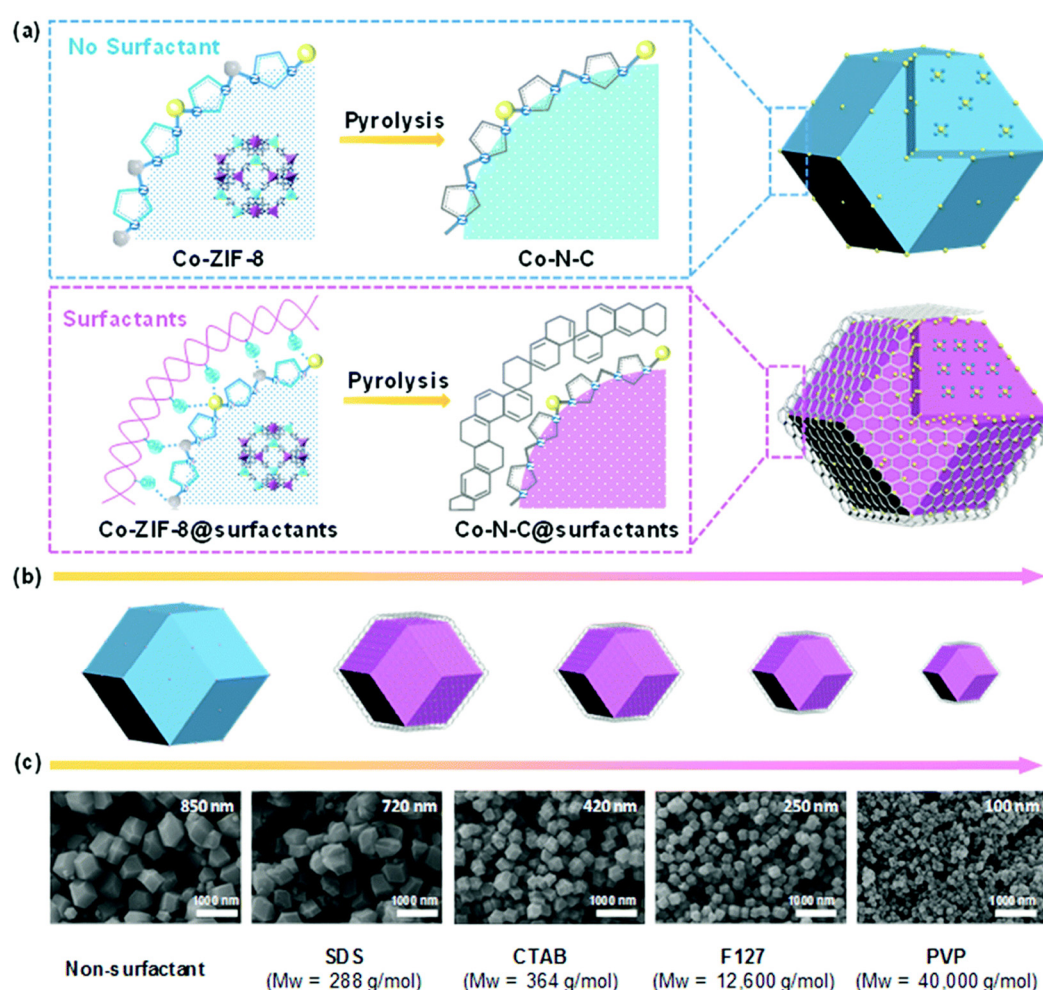 (a)
No Surfactant
Pyrolysis
Co-ZIF-8
Co-N-C
Surfactants
Pyrolysis
Co-ZIF-8@surfactants
Co-N-C@surfactants
(b)
(c)
850 nm
720 nm
420 nm
250 nm
100 nm
1000 nm
1000 nm
1000 nm
1000 nm
1000 nm
Non-surfactant
SDS
(Mw = 288 g/mol)
CTAB
(Mw = 364 g/mol)
F127
(Mw = 12,600 g/mol)
PVP
(Mw = 40,000 g/mol)